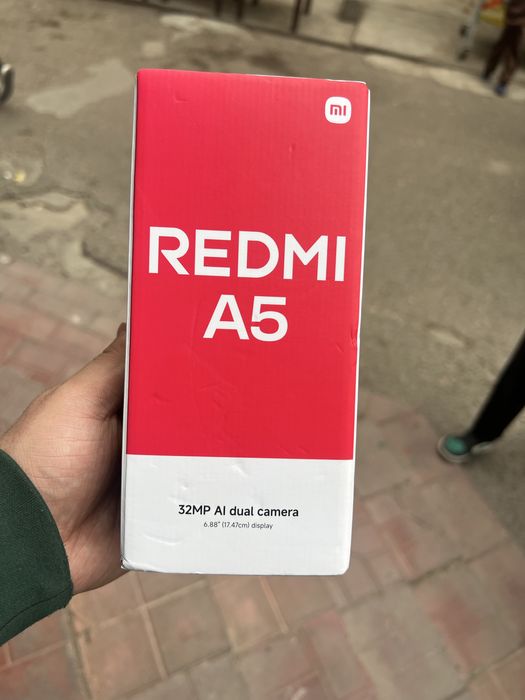 mi
REDMI
A5
32MP AI dual camera
6.88" (17.47cm) display